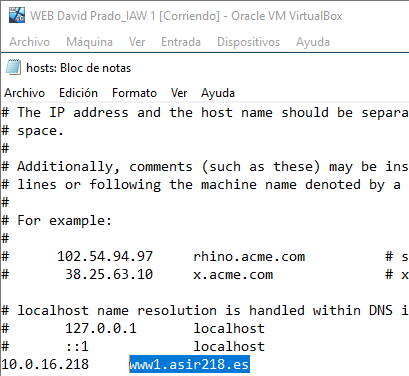 WEB David Prado_IAW 1 [Corriendo] - Oracle VM VirtualBox
Archivo Máquina Ver Entrada Dispositivos Ayuda
hosts: Bloc de notas
Archivo Edición Formato Ver Ayuda
# The IP address and the host name should be separa
# space.
#
# Additionally, comments (such as these) may be ins
# lines or following the machine name denoted by a
#
# For example:
#
# 102.54.94.97 rhino.acme.com # s
# 38.25.63.10 x.acme.com # x
# localhost name resolution is handled within DNS i
# 127.0.0.1 localhost
# ::1 localhost
10.0.16.218 www1.asir218.es